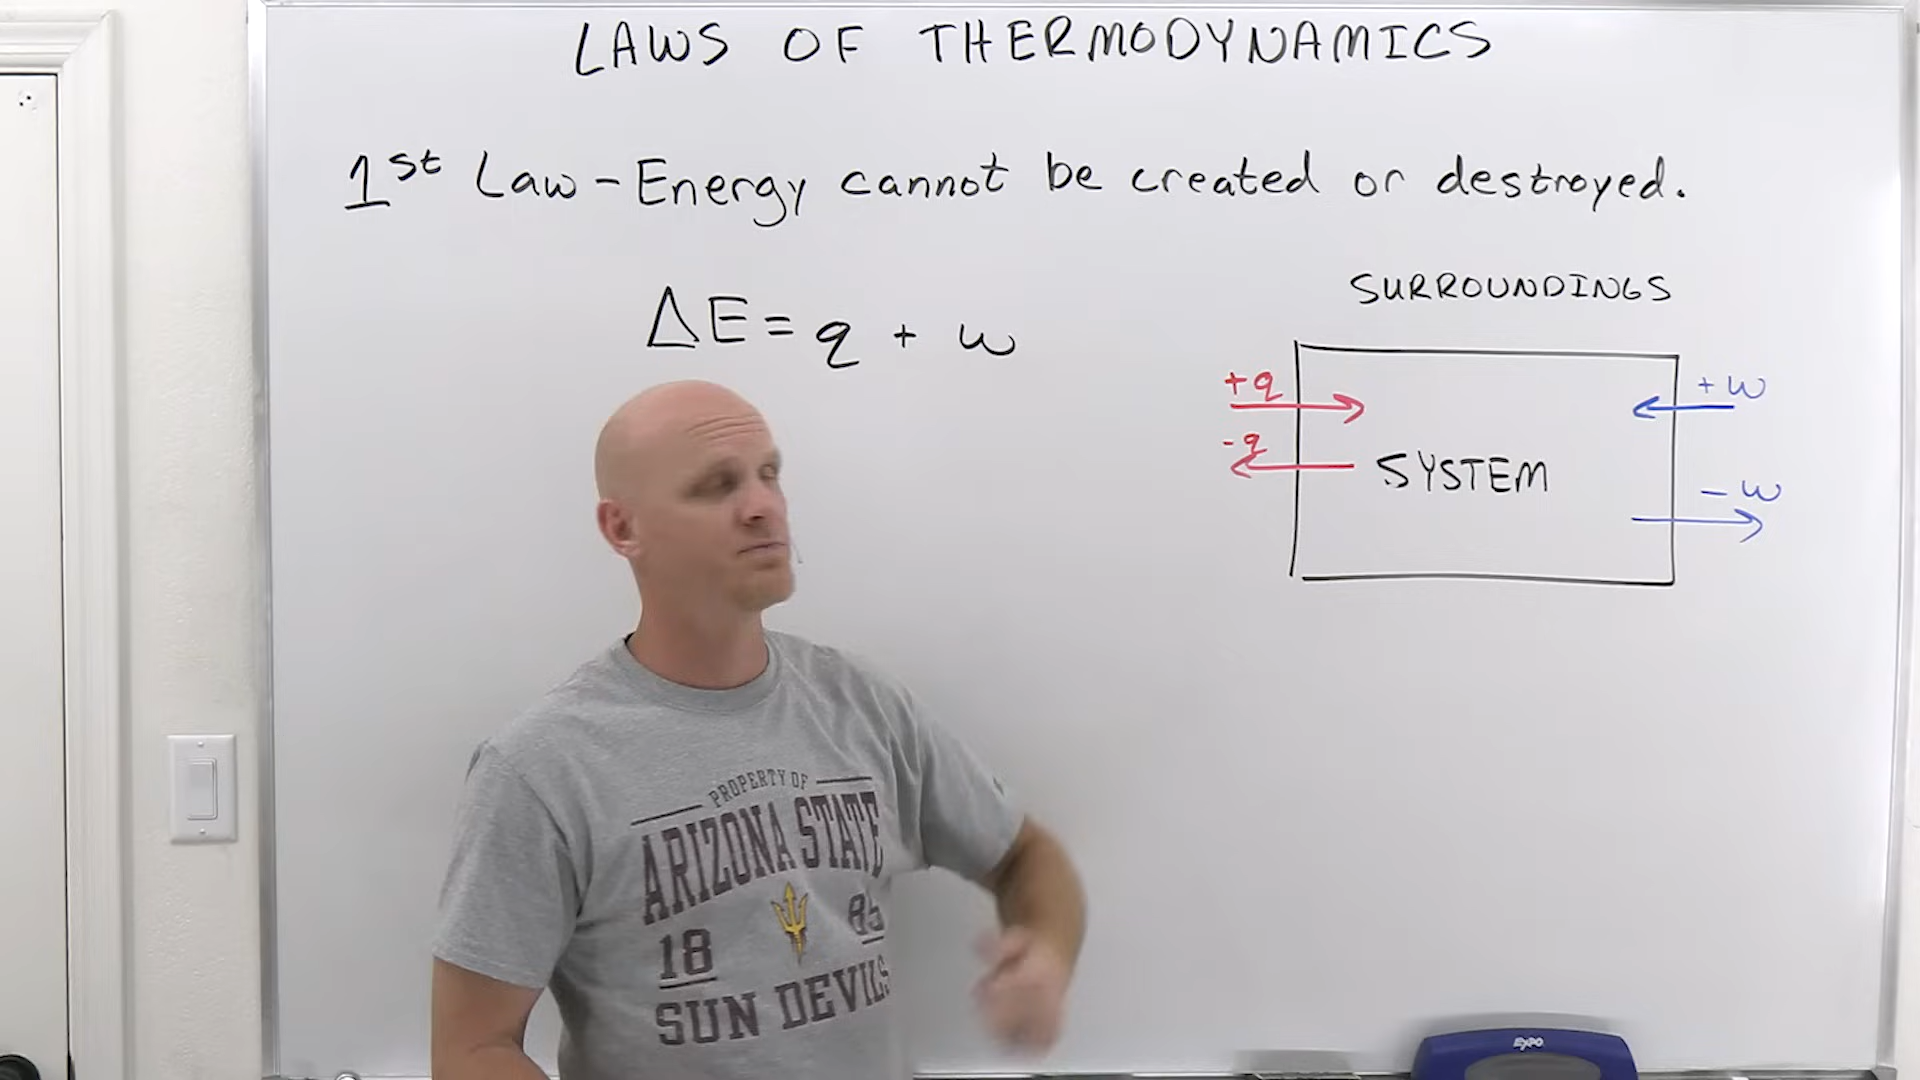 LAWS OF THERMODYNAMICS
1st Law - Energy cannot be created or destroyed.
ΔE = q + w
SURROUNDINGS
+q
+w
-q
SYSTEM
-w
PROPERTY OF
ARIZONA STATE
18 85
SUN DEVILS
EXPO